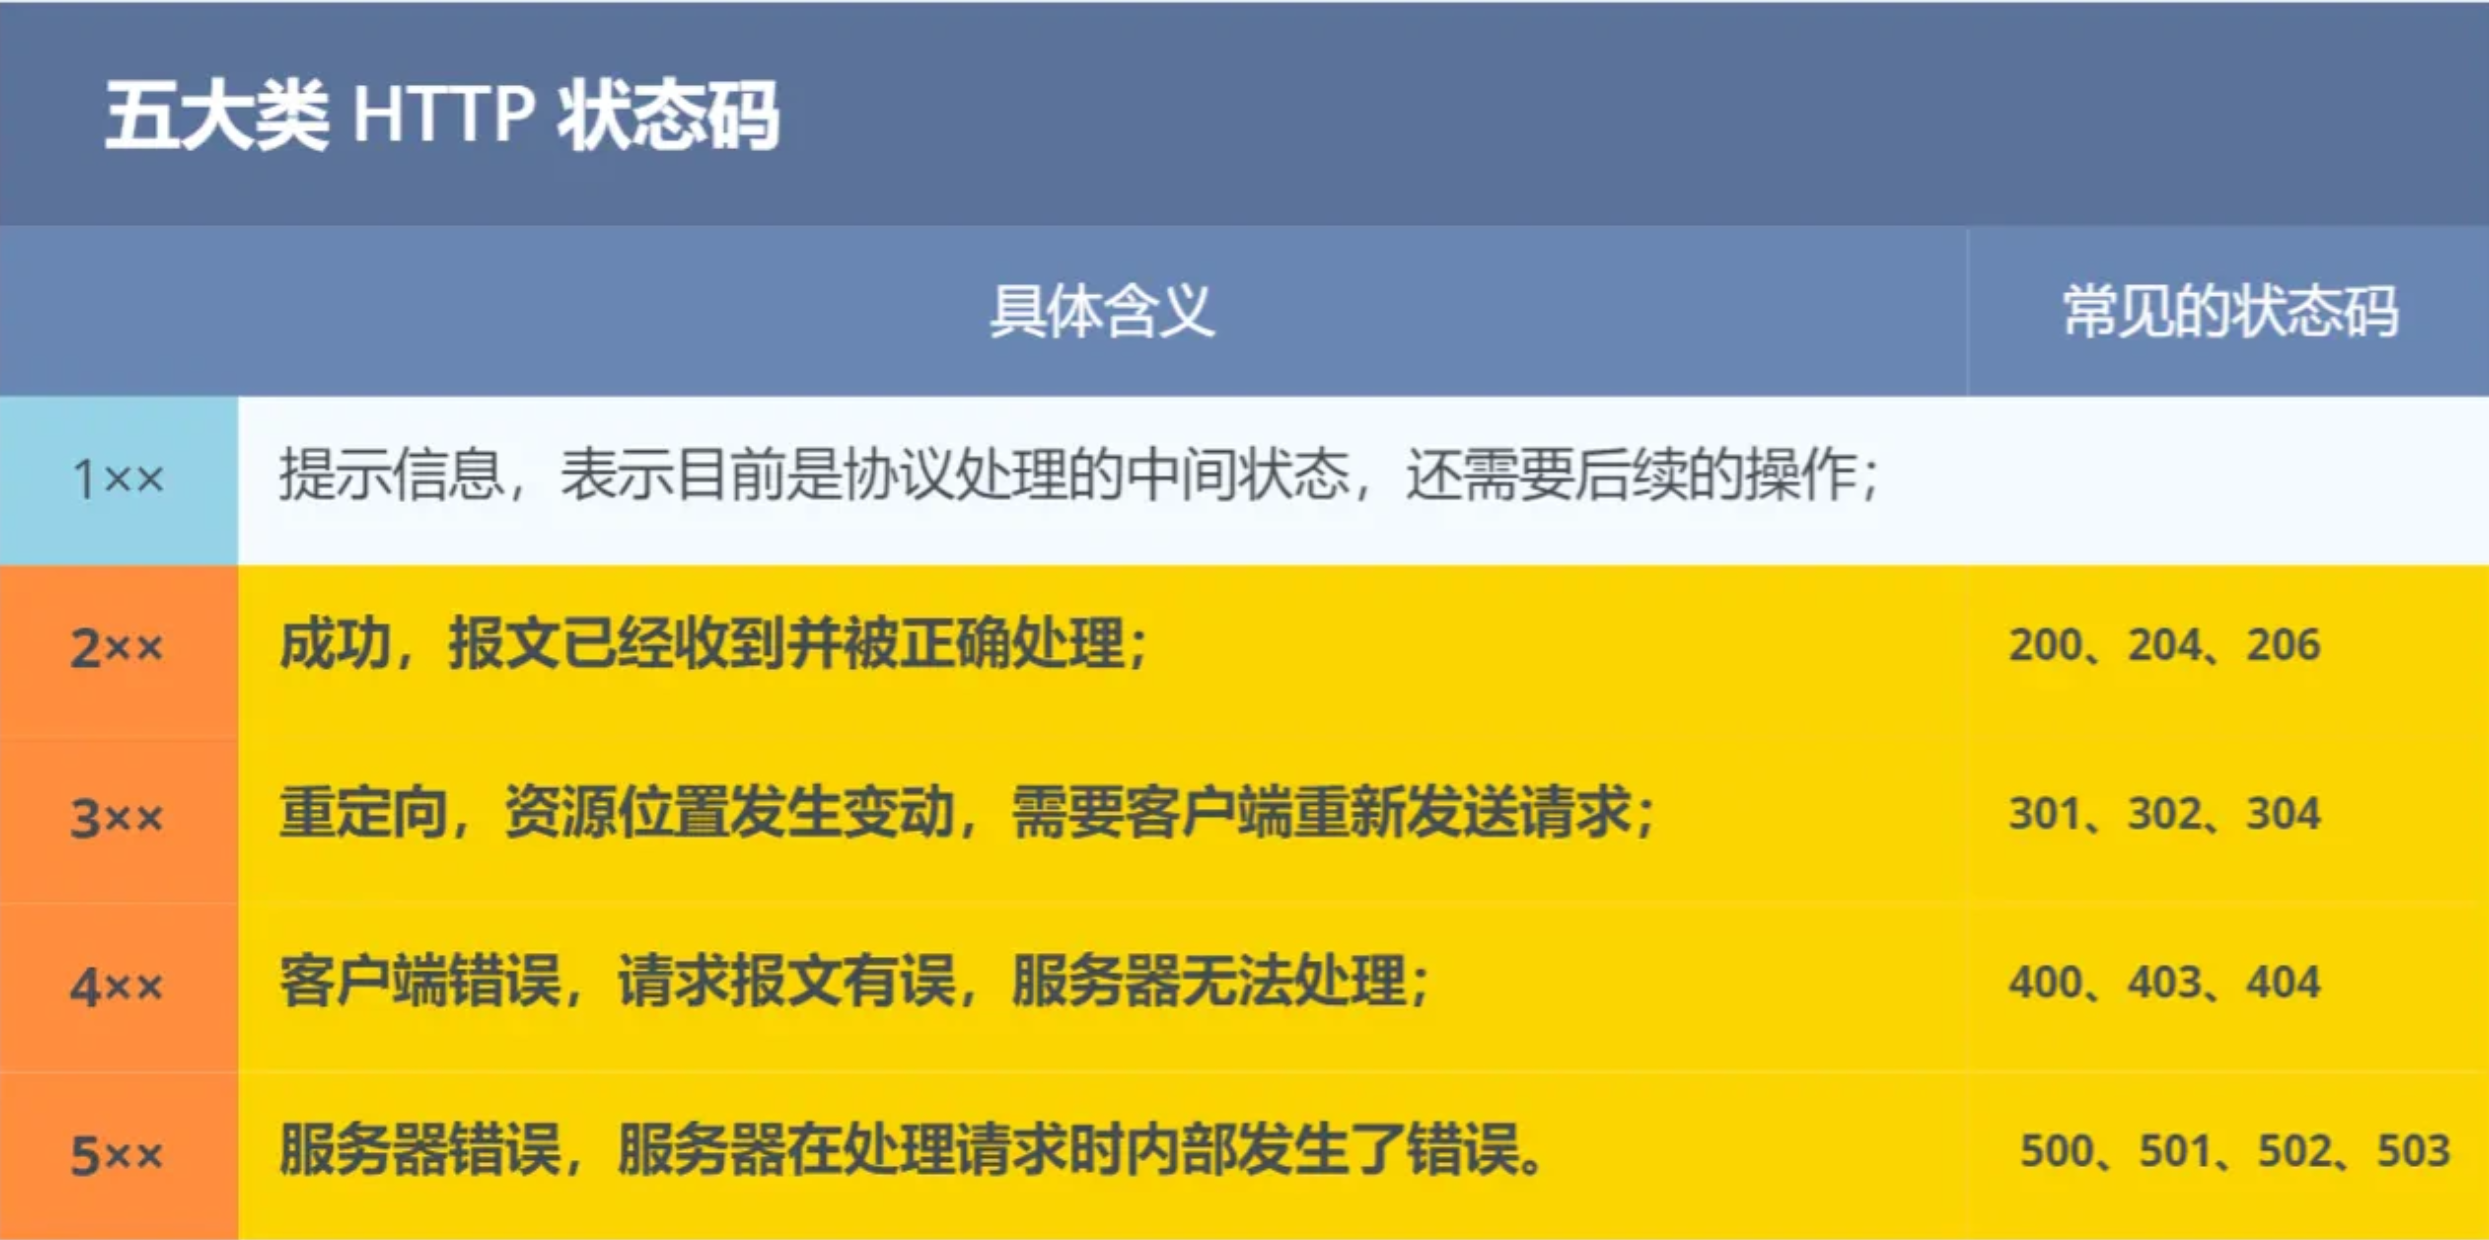 五大类 HTTP 状态码
具体含义 常见的状态码
1×× 提示信息，表示目前是协议处理的中间状态，还需要后续的操作；
2×× 成功，报文已经收到并被正确处理； 200、204、206
3×× 重定向，资源位置发生变动，需要客户端重新发送请求； 301、302、304
4×× 客户端错误，请求报文有误，服务器无法处理； 400、403、404
5×× 服务器错误，服务器在处理请求时内部发生了错误。 500、501、502、503